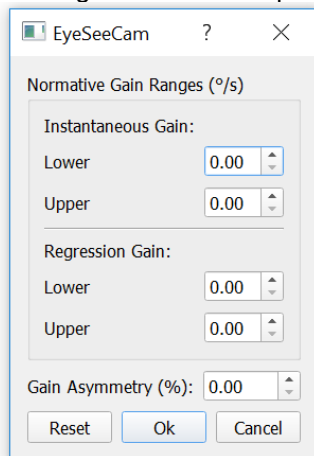 EyeSeeCam ? ×
Normative Gain Ranges (º/s)
Instantaneous Gain:
Lower 0.00
Upper 0.00
Regression Gain:
Lower 0.00
Upper 0.00
Gain Asymmetry (%): 0.00
Reset Ok Cancel